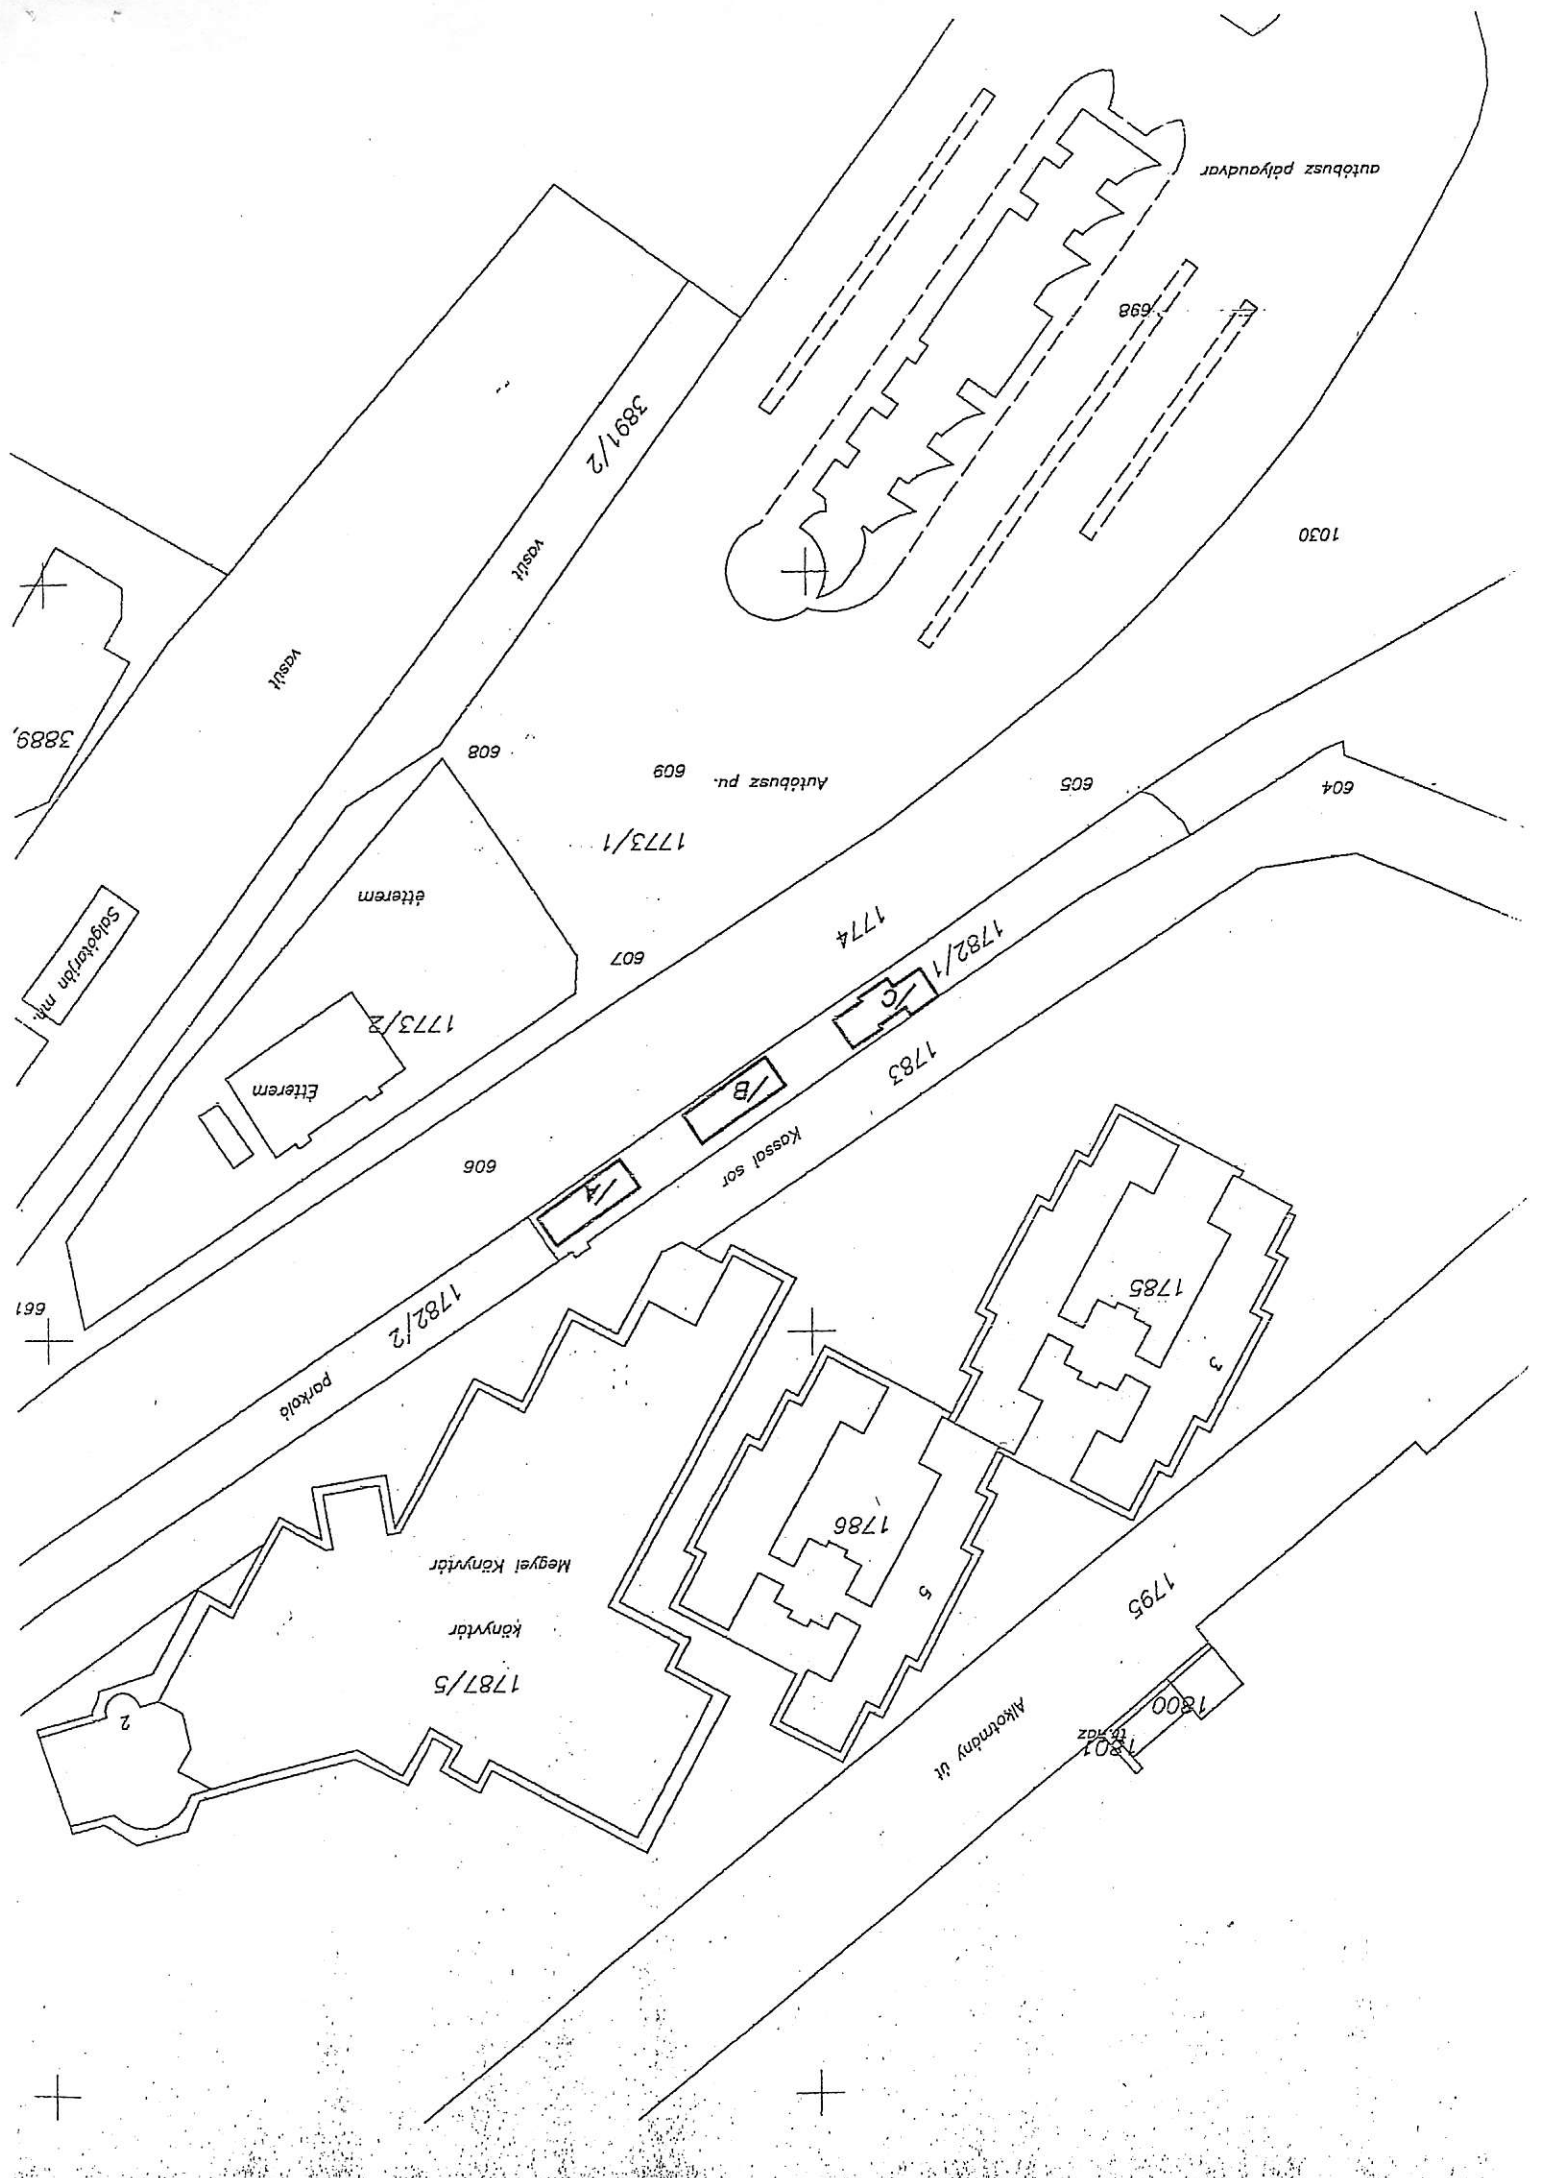 1801
tb.ház
1800
Alkotmány út
1795
2
1787/5
könyvtár
Megyei Könyvtár
5
1786
3
1785
parkoló
1782/2
661
A
606
Kassai sor
B
1783
C
1782/1
1774
Étterem
1773/2
Salgótarján mh.
607
étterem
1773/1
Autóbusz pu.
609
608
605
604
3889,
vasút
vasút
3891/2
1030
698
autóbusz pályaudvar